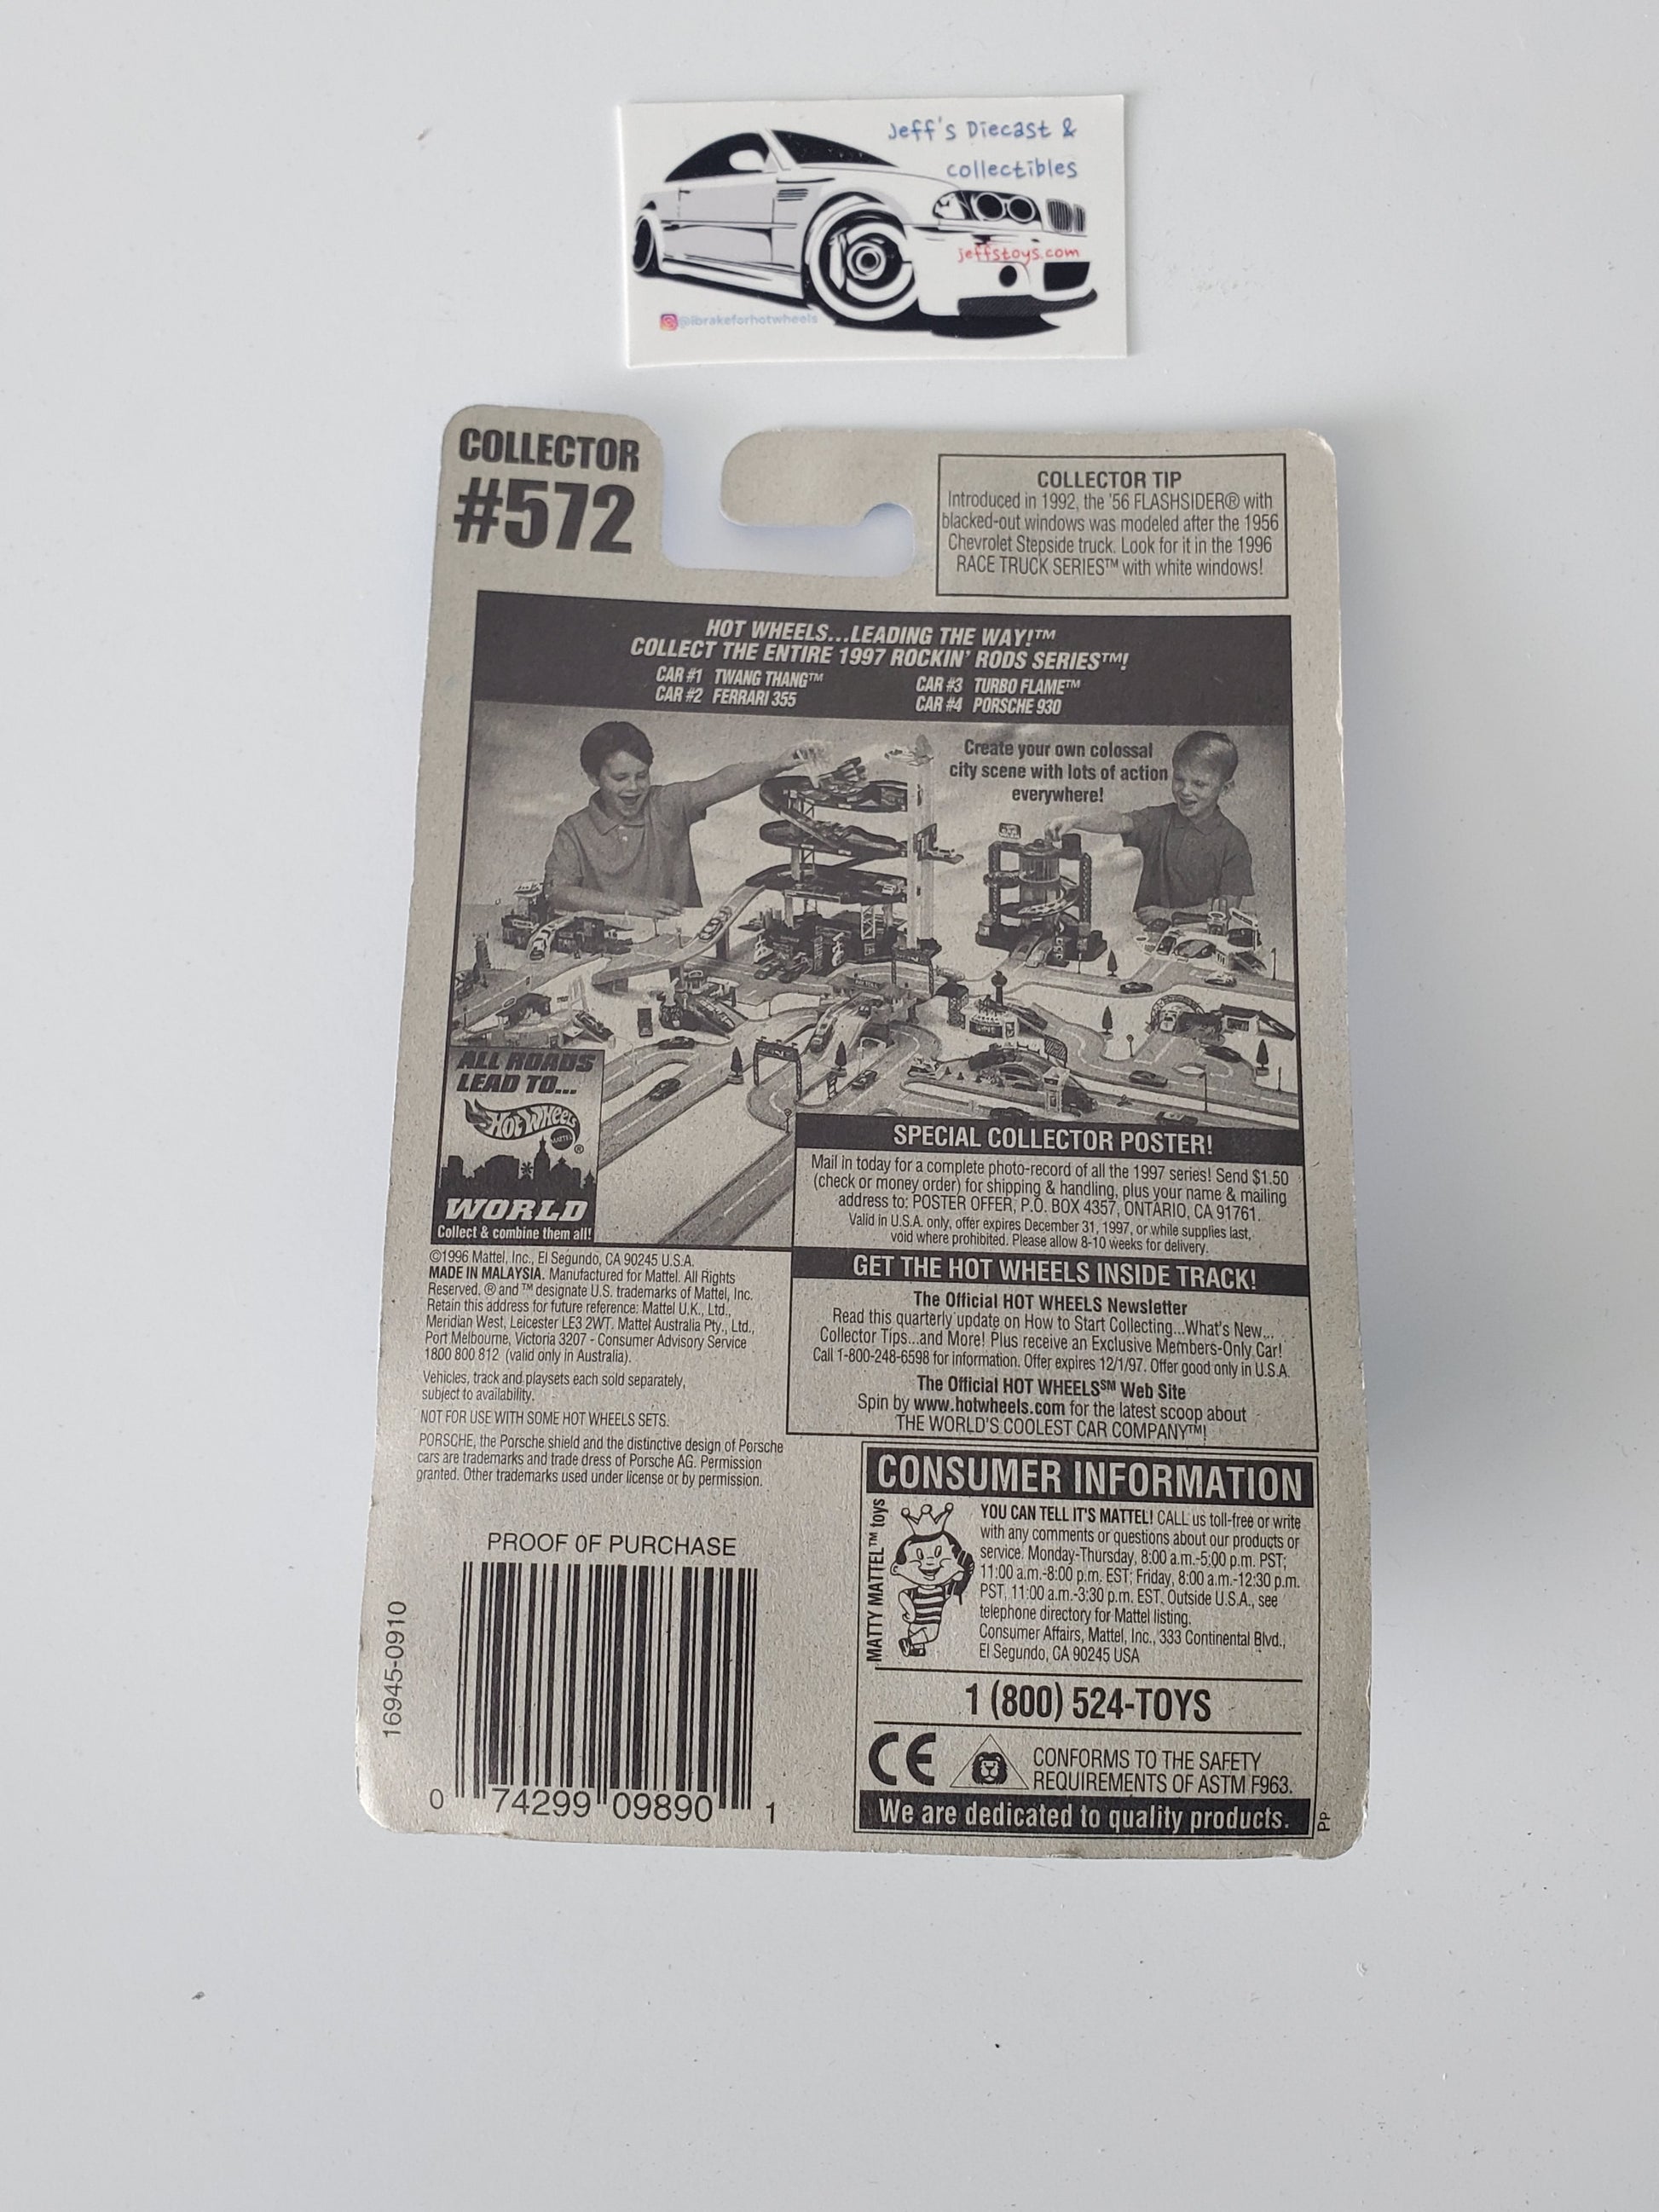 Jeff's Diecast &
collectibles
jeffstoys.com
@ibrakeforhotwheels
COLLECTOR
#572
COLLECTOR TIP
Introduced in 1992, the '56 FLASHSIDER® with
blacked-out windows was modeled after the 1956
Chevrolet Stepside truck. Look for it in the 1996
RACE TRUCK SERIES™ with white windows!
HOT WHEELS...LEADING THE WAY!™
COLLECT THE ENTIRE 1997 ROCKIN' RODS SERIES™!
CAR #1 TWANG THANG™
CAR #2 FERRARI 355
CAR #3 TURBO FLAME™
CAR #4 PORSCHE 930
Create your own colossal
city scene with lots of action
everywhere!
ALL ROADS
LEAD TO...
HOT WHEELS
MATTEL
®
WORLD
Collect & combine them all!
SPECIAL COLLECTOR POSTER!
Mail in today for a complete photo-record of all the 1997 series! Send $1.50
(check or money order) for shipping & handling, plus your name & mailing
address to: POSTER OFFER, P.O. BOX 4357, ONTARIO, CA 91761.
Valid in U.S.A. only, offer expires December 31, 1997, or while supplies last,
void where prohibited. Please allow 8-10 weeks for delivery.
GET THE HOT WHEELS INSIDE TRACK!
The Official HOT WHEELS Newsletter
Read this quarterly update on How to Start Collecting...What's New...
Collector Tips...and More! Plus receive an Exclusive Members-Only Car!
Call 1-800-248-6598 for information. Offer expires 12/1/97. Offer good only in U.S.A.
The Official HOT WHEELS℠ Web Site
Spin by www.hotwheels.com for the latest scoop about
THE WORLD'S COOLEST CAR COMPANY™!
©1996 Mattel, Inc., El Segundo, CA 90245 U.S.A.
MADE IN MALAYSIA. Manufactured for Mattel. All Rights
Reserved. ® and ™ designate U.S. trademarks of Mattel, Inc.
Retain this address for future reference: Mattel U.K., Ltd.,
Meridian West, Leicester LE3 2WT. Mattel Australia Pty., Ltd.,
Port Melbourne, Victoria 3207 - Consumer Advisory Service
1800 800 812 (valid only in Australia).
Vehicles, track and playsets each sold separately,
subject to availability.
NOT FOR USE WITH SOME HOT WHEELS SETS.
PORSCHE, the Porsche shield and the distinctive design of Porsche
cars are trademarks and trade dress of Porsche AG. Permission
granted. Other trademarks used under license or by permission.
CONSUMER INFORMATION
MATTY MATTEL™ toys
YOU CAN TELL IT'S MATTEL! CALL us toll-free or write
with any comments or questions about our products or
service. Monday-Thursday, 8:00 a.m.-5:00 p.m. PST;
11:00 a.m.-8:00 p.m. EST; Friday, 8:00 a.m.-12:30 p.m.
PST, 11:00 a.m.-3:30 p.m. EST. Outside U.S.A., see
telephone directory for Mattel listing.
Consumer Affairs, Mattel, Inc., 333 Continental Blvd.,
El Segundo, CA 90245 USA
1 (800) 524-TOYS
CE
CONFORMS TO THE SAFETY
REQUIREMENTS OF ASTM F963.
We are dedicated to quality products.
PP
PROOF OF PURCHASE
16945-0910
0 74299 09890 1